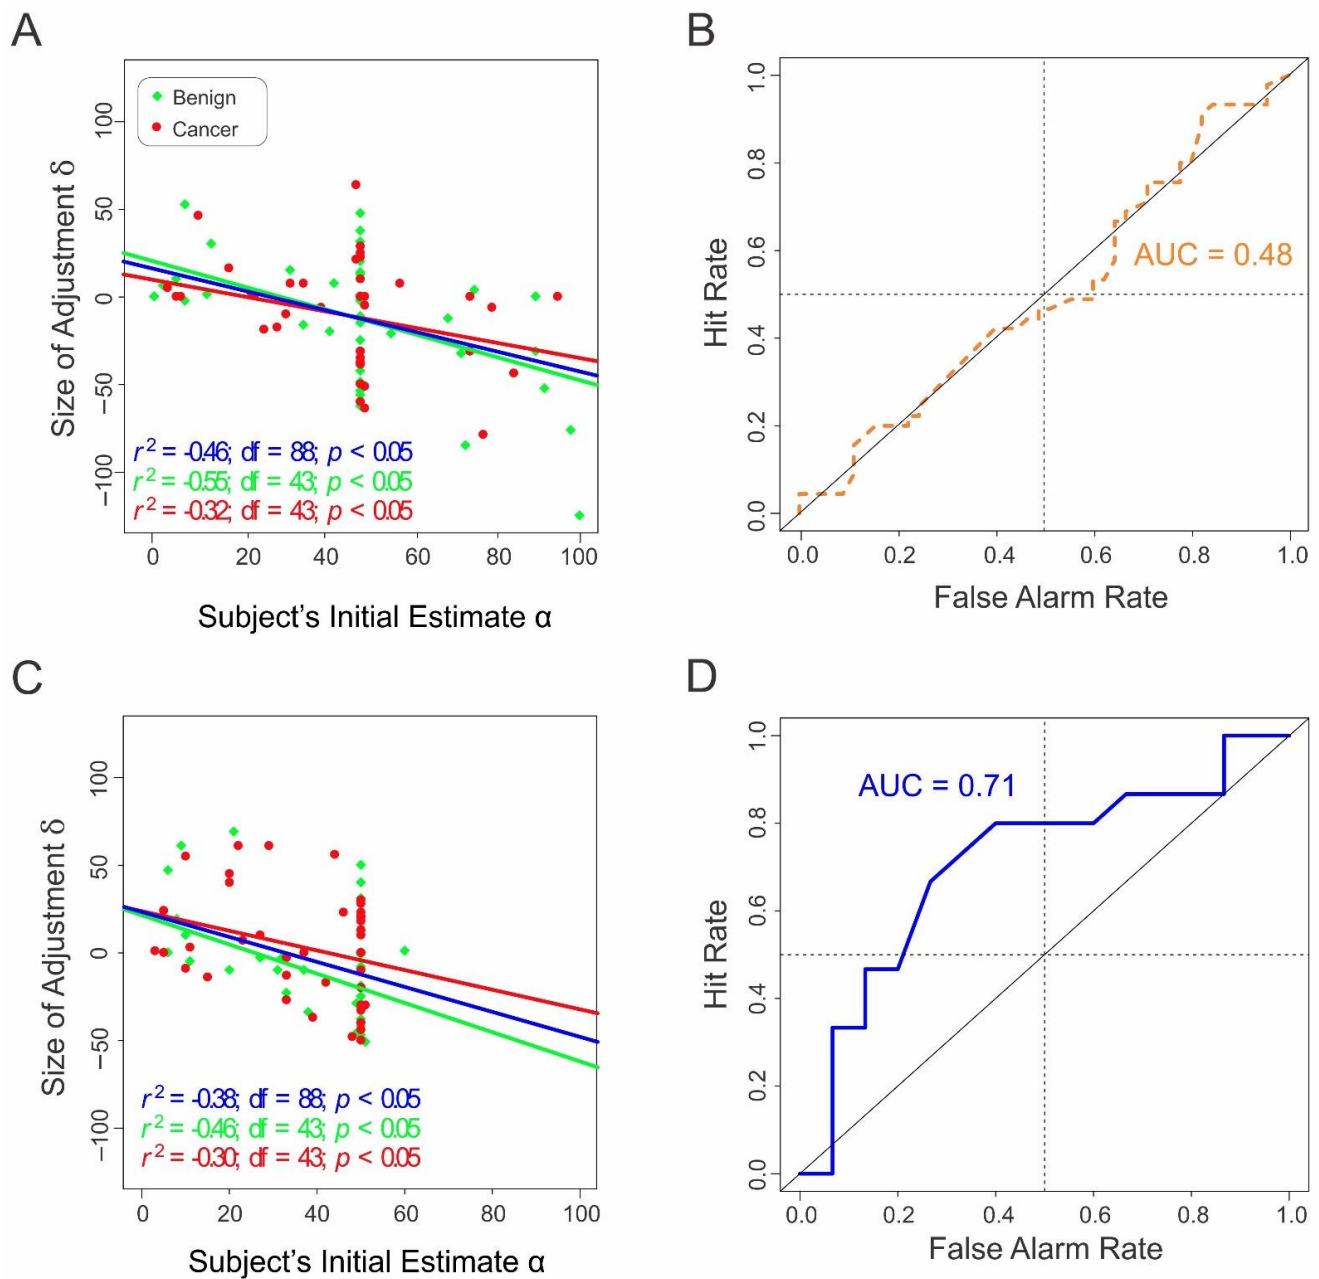 A
Benign
Cancer
100
50
0
−50
−100
Size of Adjustment δ
r² = -0.46; df = 88; p < 0.05
r² = -0.55; df = 43; p < 0.05
r² = -0.32; df = 43; p < 0.05
0 20 40 60 80 100
Subject's Initial Estimate α
B
1.0
0.8
0.6
0.4
0.2
0.0
Hit Rate
AUC = 0.48
0.0 0.2 0.4 0.6 0.8 1.0
False Alarm Rate
C
100
50
0
−50
−100
Size of Adjustment δ
r² = -0.38; df = 88; p < 0.05
r² = -0.46; df = 43; p < 0.05
r² = -0.30; df = 43; p < 0.05
0 20 40 60 80 100
Subject's Initial Estimate α
D
1.0
0.8
0.6
0.4
0.2
0.0
Hit Rate
AUC = 0.71
0.0 0.2 0.4 0.6 0.8 1.0
False Alarm Rate